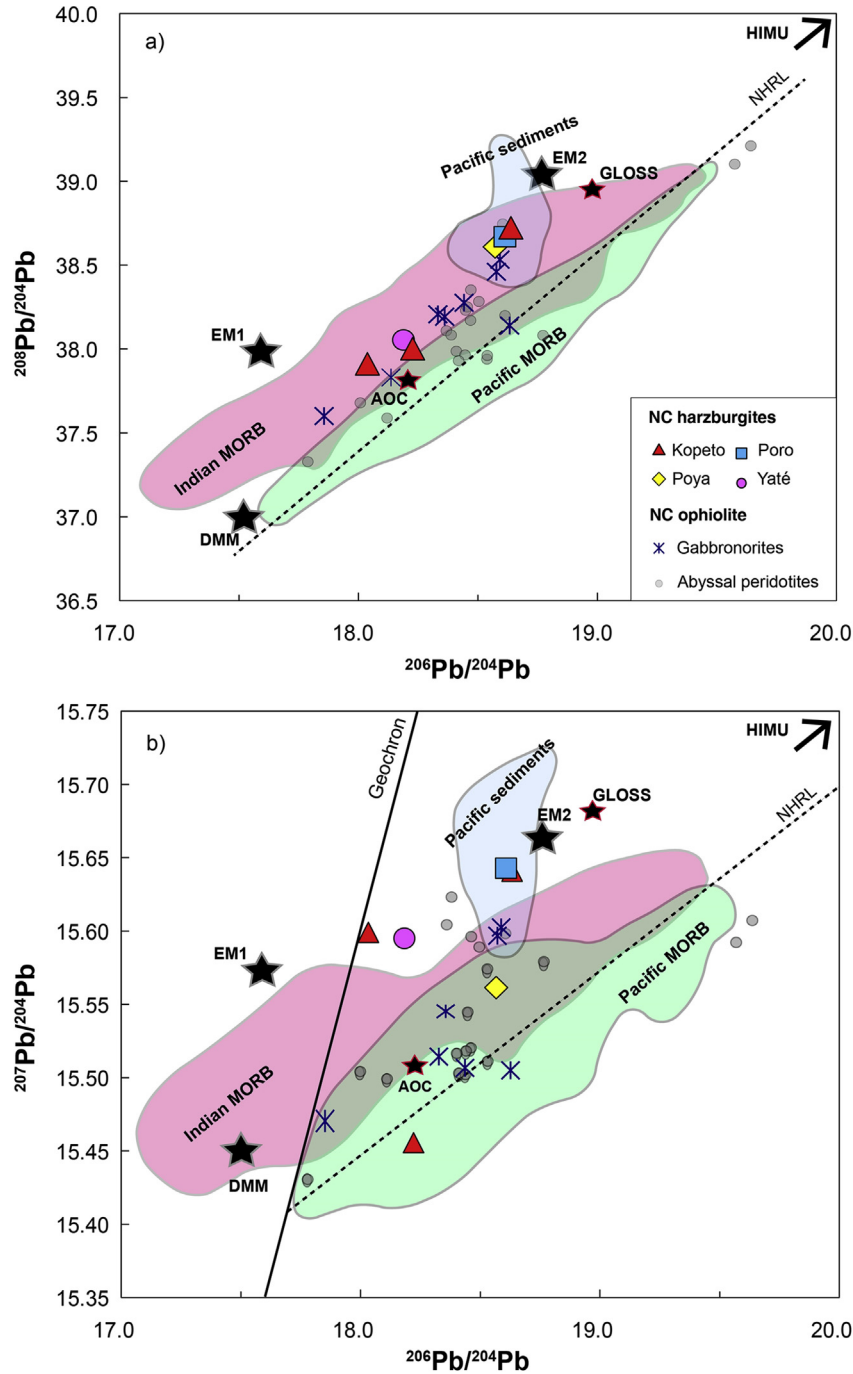 a)
HIMU
40.0
39.5
39.0
38.5
38.0
37.5
37.0
36.5
208Pb/204Pb
NHRL
Pacific sediments
EM2
GLOSS
EM1
AOC
Pacific MORB
Indian MORB
DMM
NC harzburgites
Kopeto Poro
Poya Yaté
NC ophiolite
Gabbronorites
Abyssal peridotites
17.0 18.0 19.0 20.0
206Pb/204Pb
b)
HIMU
15.75
15.70
15.65
15.60
15.55
15.50
15.45
15.40
15.35
207Pb/204Pb
Geochron
Pacific sediments
GLOSS
EM2
NHRL
EM1
Pacific MORB
AOC
Indian MORB
DMM
17.0 18.0 19.0 20.0
206Pb/204Pb